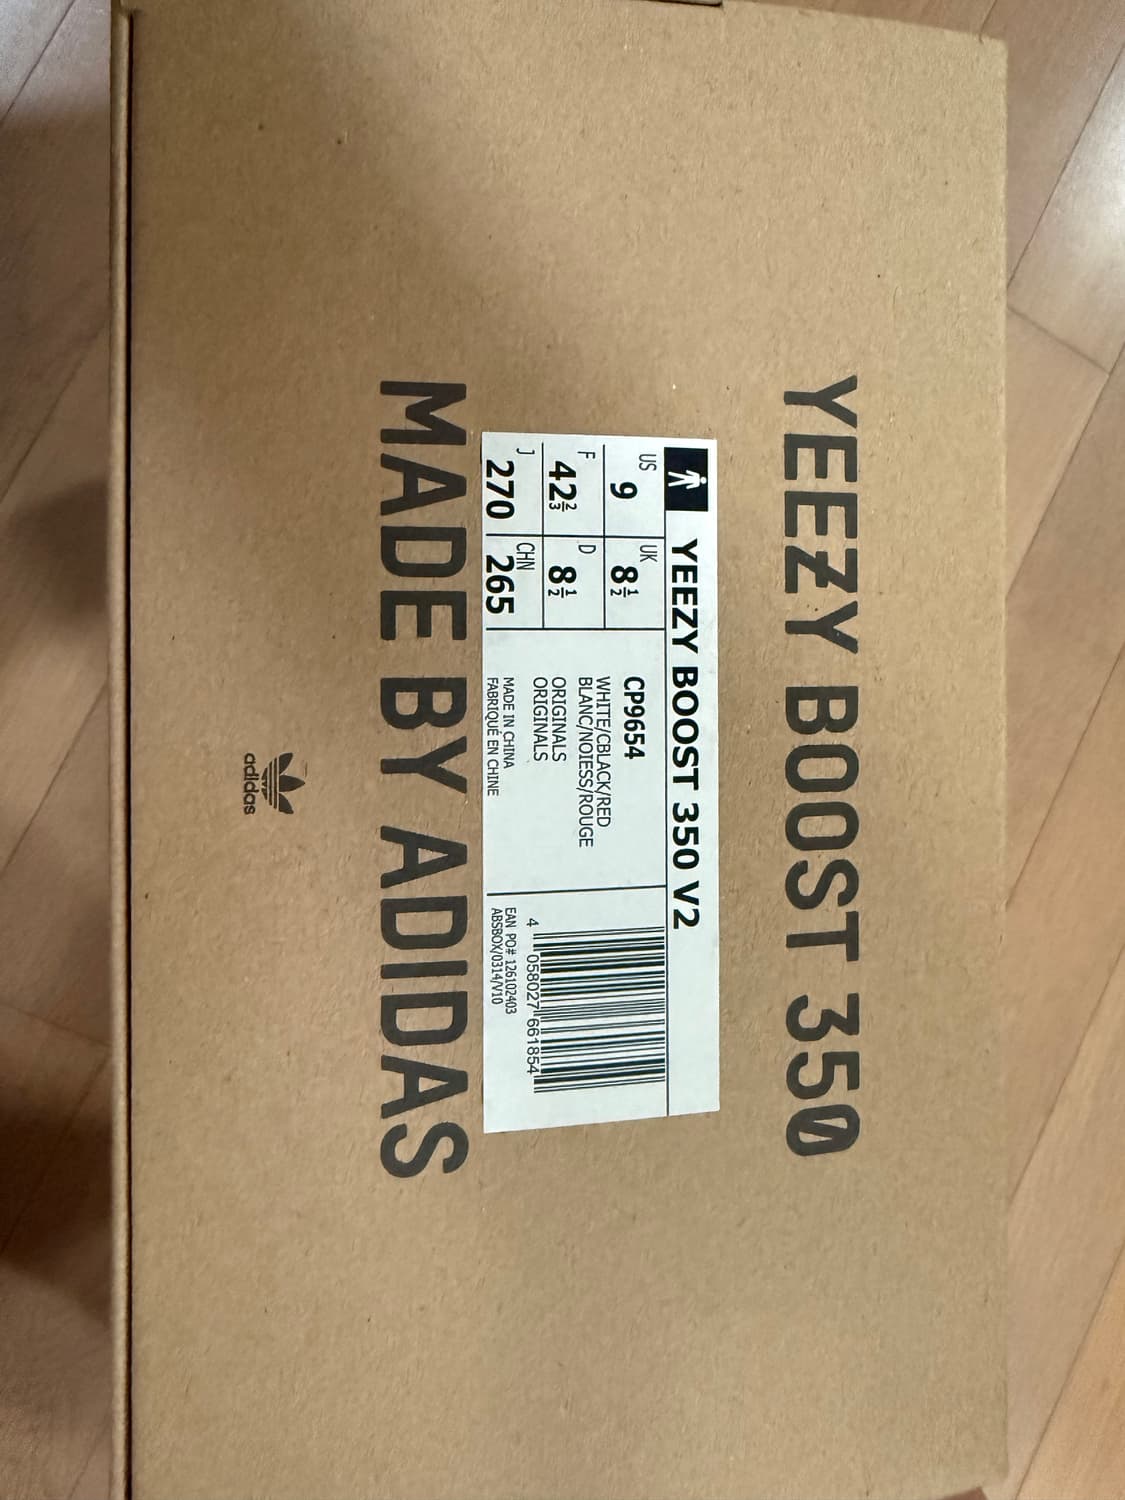 YEEZY BOOST 350
YEEZY BOOST 350 V2
US 9 UK 8½
F 42⅔ D 8½
J 270 CHN 265
CP9654
WHITE/CBLACK/RED
BLANC/NOIESS/ROUGE
ORIGINALS
ORIGINALS
MADE IN CHINA
FABRIQUÉ EN CHINE
4 058027 661854
EAN PO# 126102403
ABSBOX/0314/V10
MADE BY ADIDAS
adidas